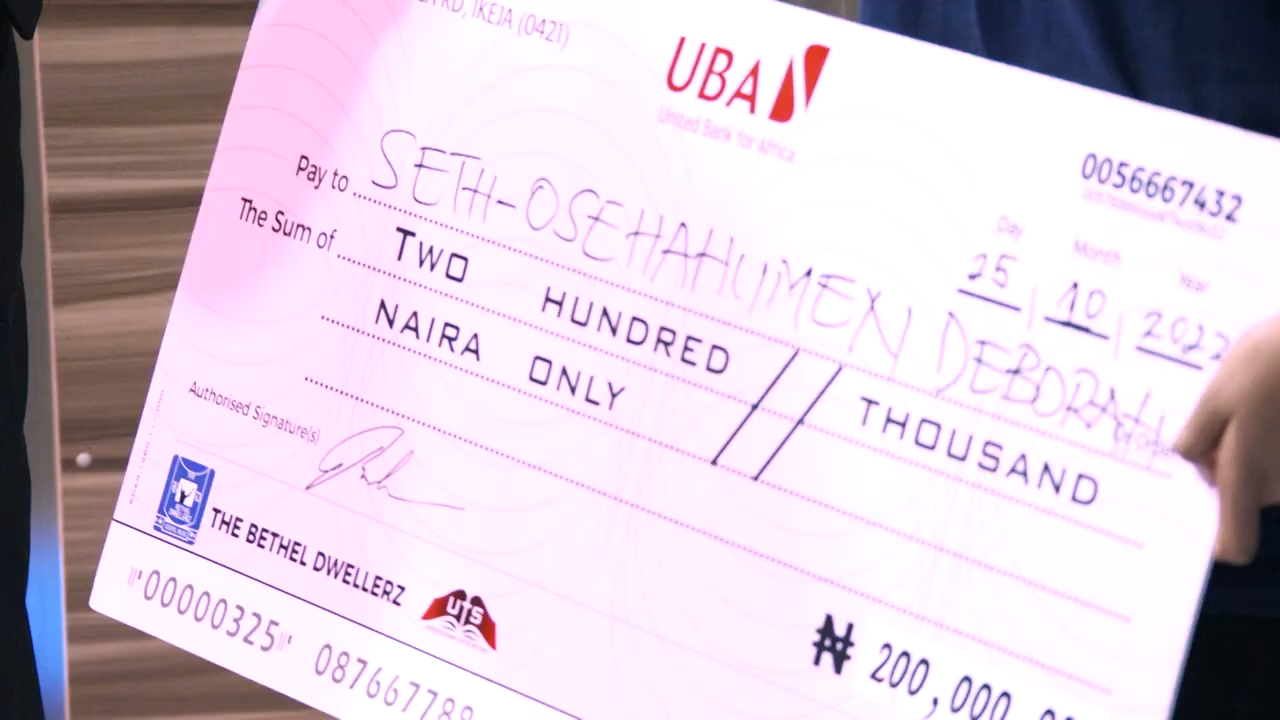 RD, IKEJA (0421)
UBA
United Bank for Africa
0056667432
Day Month Year
25 | 10 | 2022
Pay to SETH-OSEHAHUMEN DEBORAH
The Sum of TWO HUNDRED // THOUSAND
NAIRA ONLY
Authorised Signature(s)
THE BETHEL DWELLERZ
UTS
₦ 200,000
"00000325" 087667788